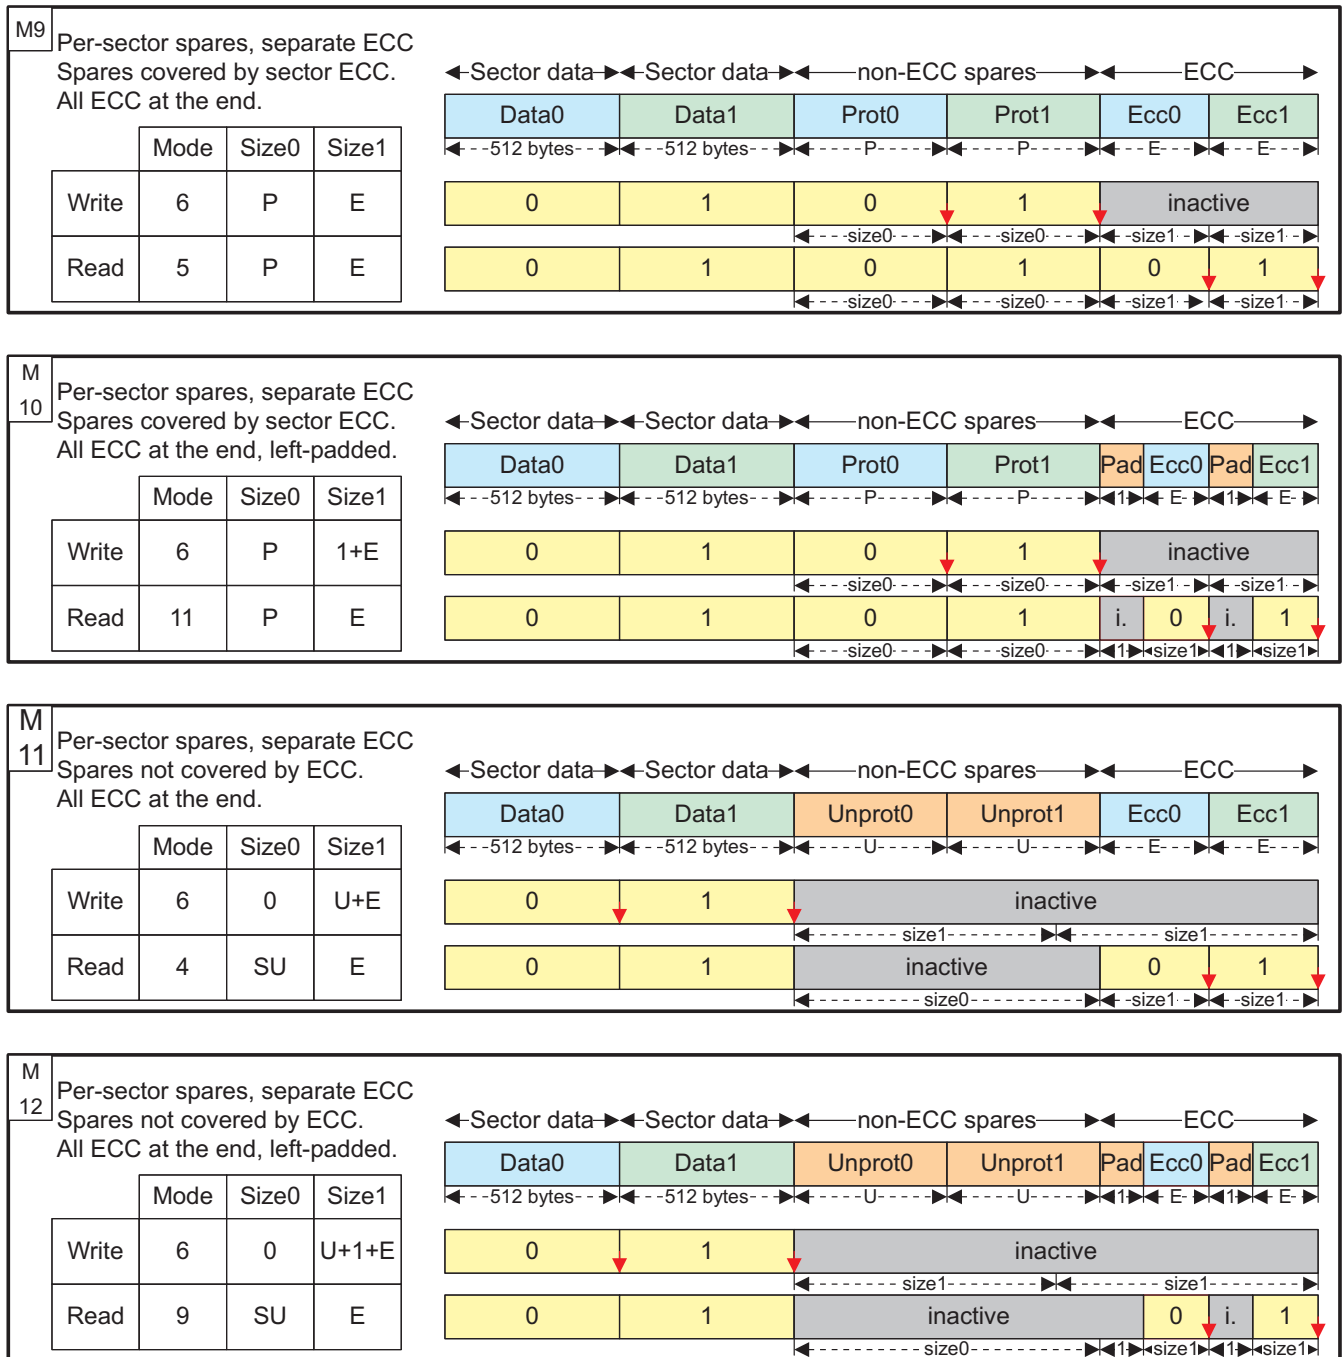 M9
Per-sector spares, separate ECC
Spares covered by sector ECC.
All ECC at the end.
Mode Size0 Size1
Write 6 P E
Read 5 P E
Sector data Sector data non-ECC spares ECC
Data0 Data1 Prot0 Prot1 Ecc0 Ecc1
512 bytes 512 bytes P P E E
0 1 0 1 inactive
size0 size0 size1 size1
0 1 0 1 0 1
size0 size0 size1 size1
M
10
Per-sector spares, separate ECC
Spares covered by sector ECC.
All ECC at the end, left-padded.
Mode Size0 Size1
Write 6 P 1+E
Read 11 P E
Sector data Sector data non-ECC spares ECC
Data0 Data1 Prot0 Prot1 Pad Ecc0 Pad Ecc1
512 bytes 512 bytes P P 1 E 1 E
0 1 0 1 inactive
size0 size0 size1 size1
0 1 0 1 i. 0 i. 1
size0 size0 1 size1 1 size1
M
11
Per-sector spares, separate ECC
Spares not covered by ECC.
All ECC at the end.
Mode Size0 Size1
Write 6 0 U+E
Read 4 SU E
Sector data Sector data non-ECC spares ECC
Data0 Data1 Unprot0 Unprot1 Ecc0 Ecc1
512 bytes 512 bytes U U E E
0 1 inactive
size1 size1
0 1 inactive 0 1
size0 size1 size1
M
12
Per-sector spares, separate ECC
Spares not covered by ECC.
All ECC at the end, left-padded.
Mode Size0 Size1
Write 6 0 U+1+E
Read 9 SU E
Sector data Sector data non-ECC spares ECC
Data0 Data1 Unprot0 Unprot1 Pad Ecc0 Pad Ecc1
512 bytes 512 bytes U U 1 E 1 E
0 1 inactive
size1 size1
0 1 inactive 0 i. 1
size0 1 size1 1 size1